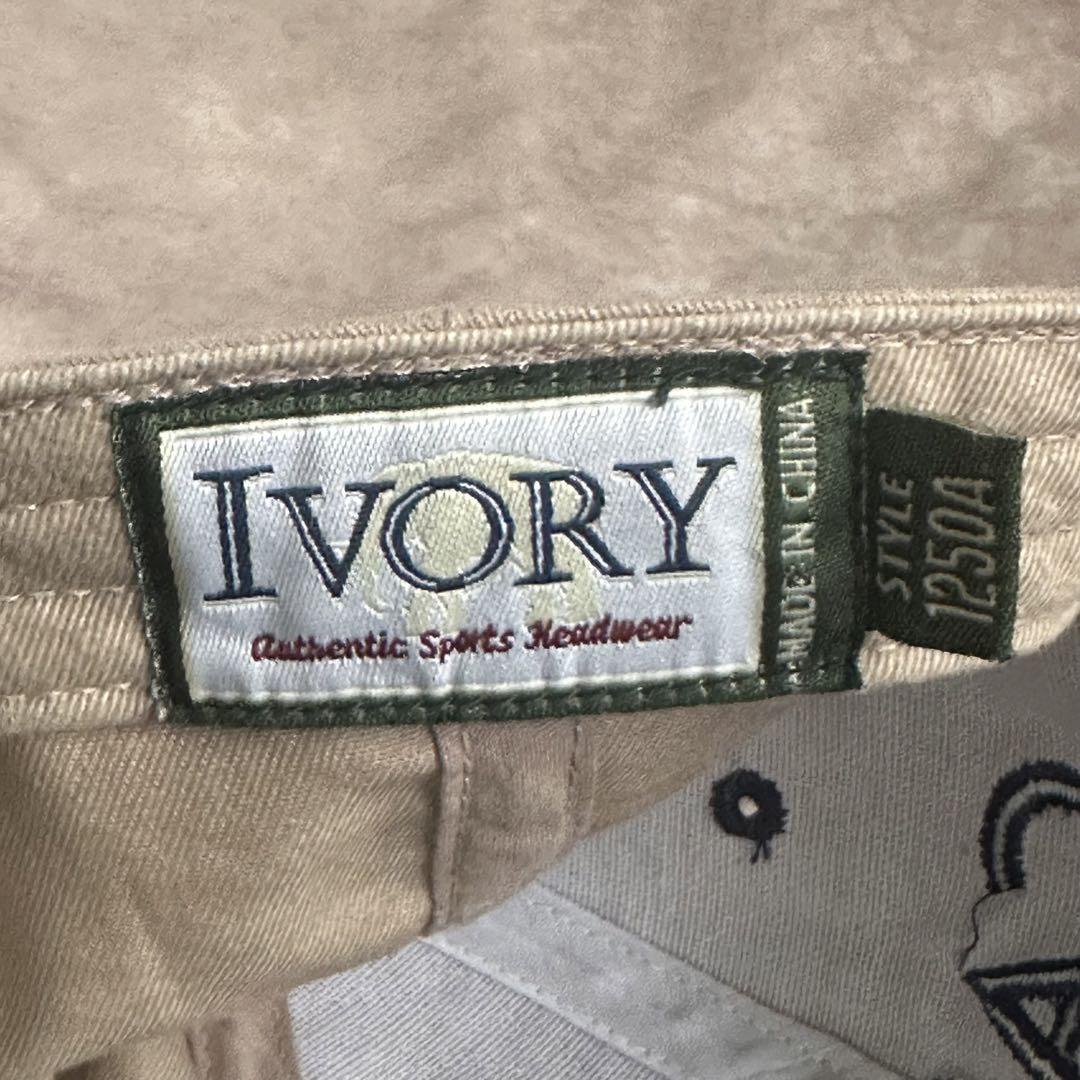 IVORY
Authentic Sports Headwear
MADE IN CHINA
STYLE
1250A
A